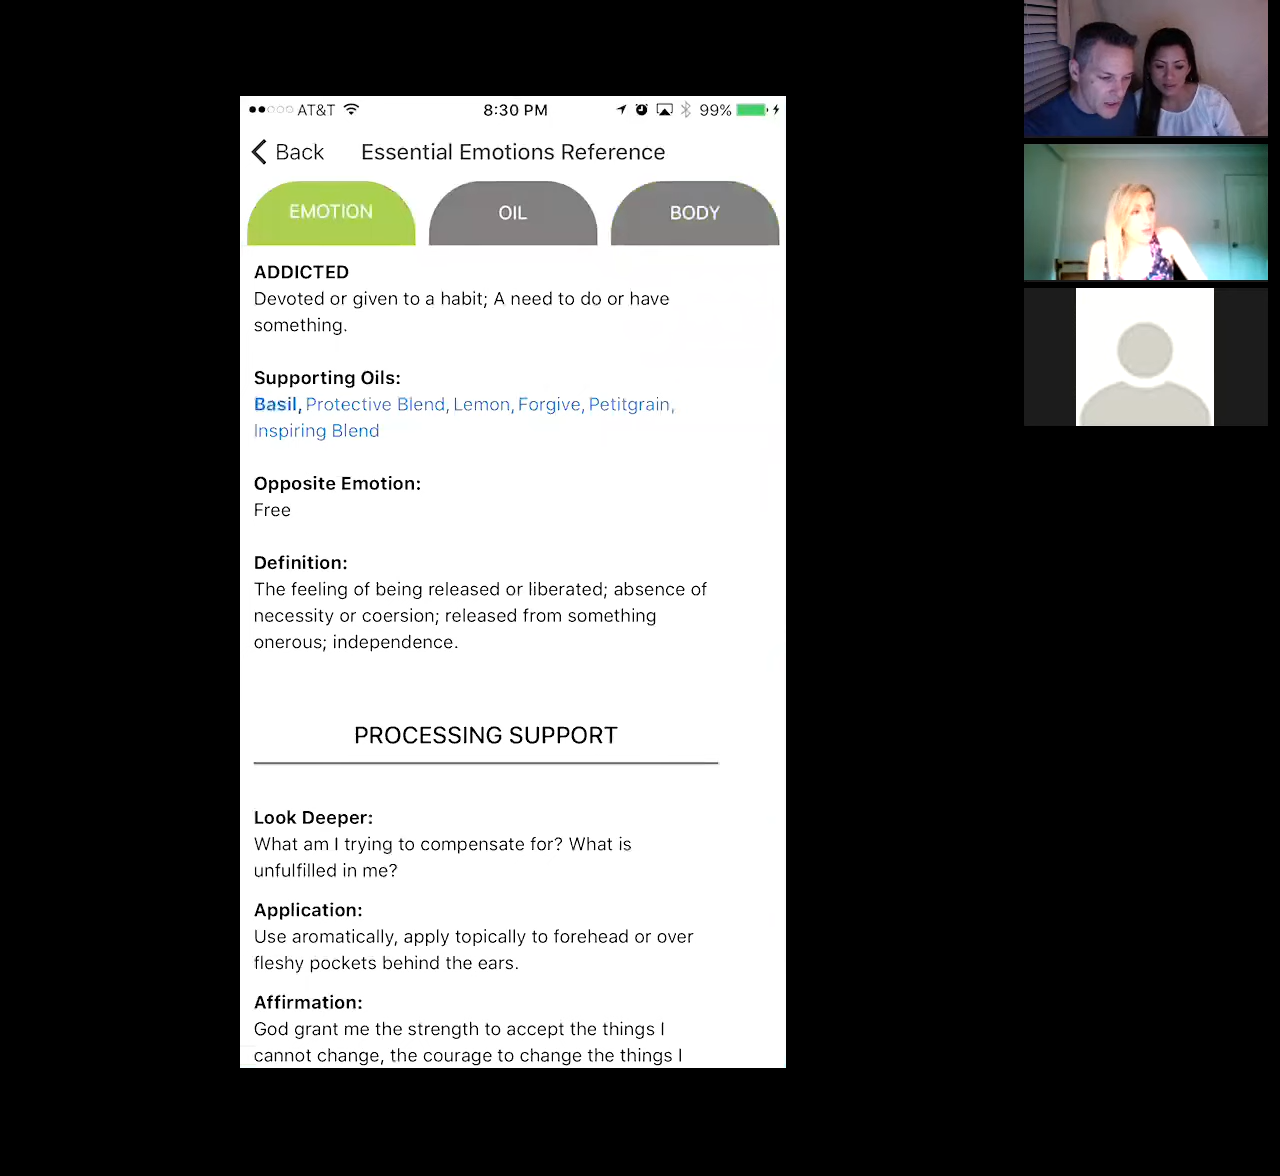 AT&T 8:30 PM 99%
Back Essential Emotions Reference
EMOTION OIL BODY
ADDICTED
Devoted or given to a habit; A need to do or have
something.
Supporting Oils:
Basil, Protective Blend, Lemon, Forgive, Petitgrain,
Inspiring Blend
Opposite Emotion:
Free
Definition:
The feeling of being released or liberated; absence of
necessity or coersion; released from something
onerous; independence.
PROCESSING SUPPORT
Look Deeper:
What am I trying to compensate for? What is
unfulfilled in me?
Application:
Use aromatically, apply topically to forehead or over
fleshy pockets behind the ears.
Affirmation:
God grant me the strength to accept the things I
cannot change, the courage to change the things I